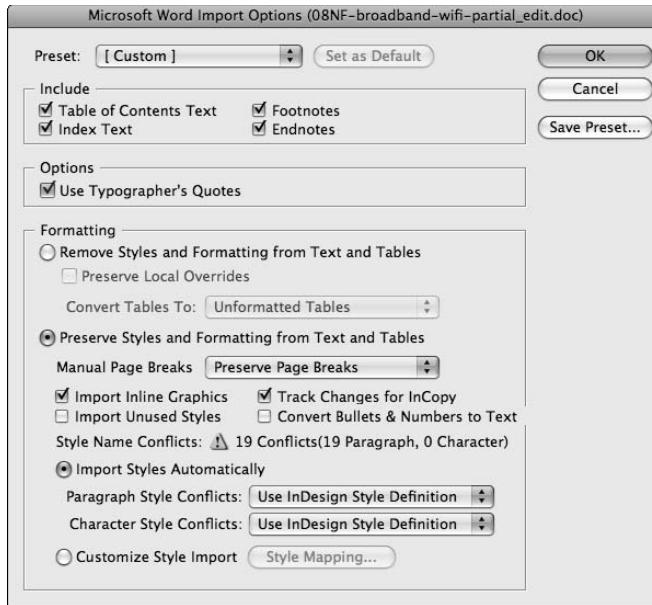 Microsoft Word Import Options (08NF-broadband-wifi-partial_edit.doc)
Preset: [ Custom ] Set as Default OK
Cancel
Save Preset...
Include
Table of Contents Text Footnotes
Index Text Endnotes
Options
Use Typographer's Quotes
Formatting
Remove Styles and Formatting from Text and Tables
Preserve Local Overrides
Convert Tables To: Unformatted Tables
Preserve Styles and Formatting from Text and Tables
Manual Page Breaks Preserve Page Breaks
Import Inline Graphics Track Changes for InCopy
Import Unused Styles Convert Bullets & Numbers to Text
Style Name Conflicts: 19 Conflicts(19 Paragraph, 0 Character)
Import Styles Automatically
Paragraph Style Conflicts: Use InDesign Style Definition
Character Style Conflicts: Use InDesign Style Definition
Customize Style Import Style Mapping...